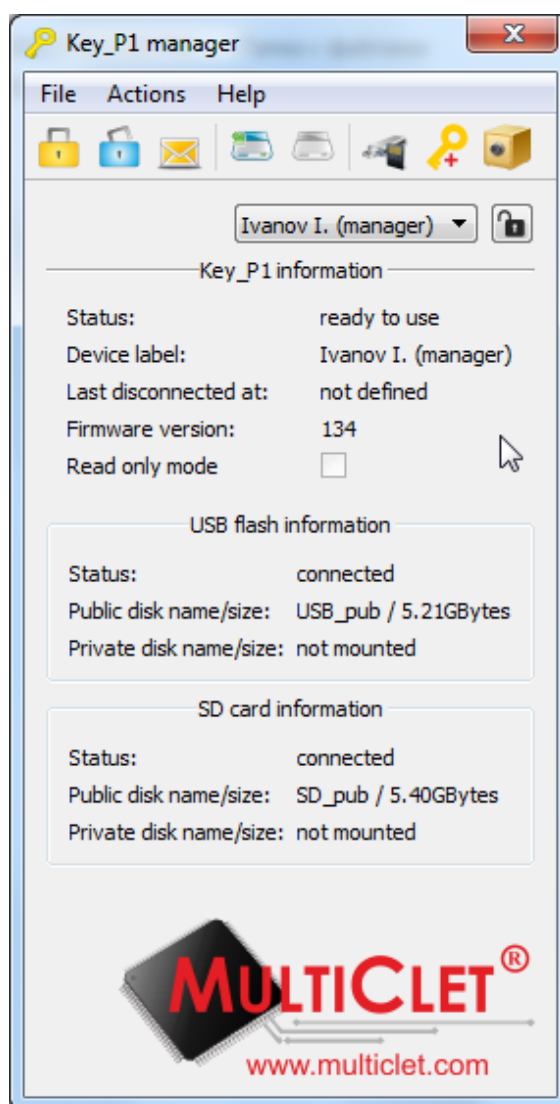 Key_P1 manager
File Actions Help
Ivanov I. (manager)
Key_P1 information
Status: ready to use
Device label: Ivanov I. (manager)
Last disconnected at: not defined
Firmware version: 134
Read only mode
USB flash information
Status: connected
Public disk name/size: USB_pub / 5.21GBytes
Private disk name/size: not mounted
SD card information
Status: connected
Public disk name/size: SD_pub / 5.40GBytes
Private disk name/size: not mounted
MULTICLET®
www.multiclet.com